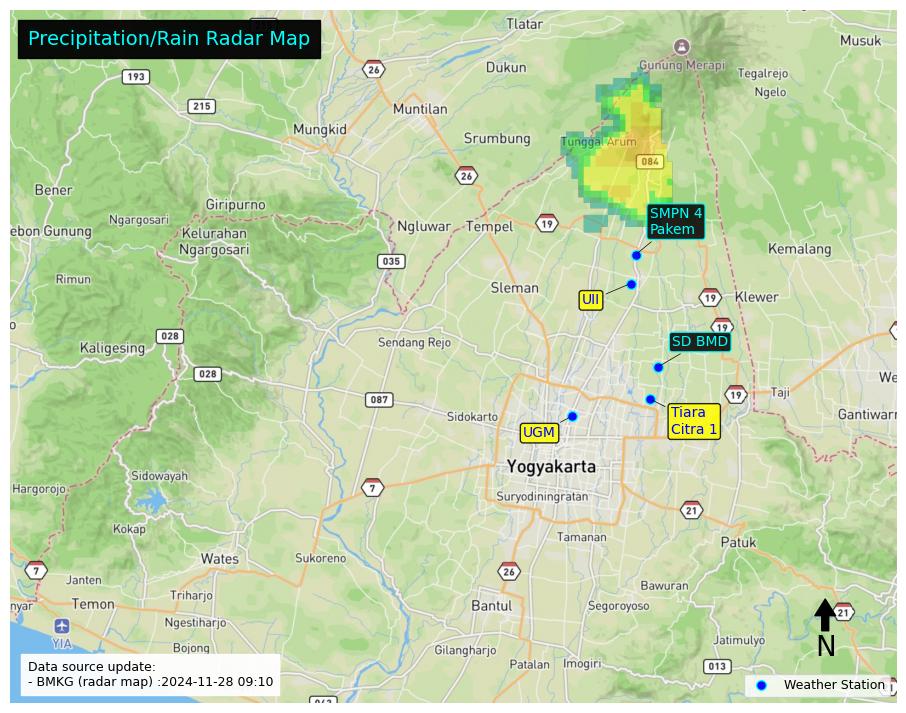 Precipitation/Rain Radar Map
Tlatar
Musuk
26
Dukun
Gunung Merapi
Tegalrejo
193
Ngelo
215
Muntilan
Mungkid
Srumbung
Tunggal Arum
084
26
Bener
Giripurno
SMPN 4
Pakem
Ngargosari
Ngluwar
Tempel
19
ebon Gunung
Kelurahan
Ngargosari
Kemalang
035
Rimun
Sleman
UII
19
Klewer
19
028
Sendang Rejo
SD BMD
Kaligesing
028
We
087
19
Taji
Sidokarto
Tiara
Citra 1
Gantiwarr
UGM
Yogyakarta
Sidowayah
Hargorojo
7
Suryodiningratan
21
Kokap
Tamanan
Patuk
Wates
Sukoreno
7
26
Janten
Triharjo
Bawuran
nyar
Temon
Bantul
Segoroyoso
21
Ngestiharjo
YIA
Jatimulyo
N
Bojong
Gilangharjo
Patalan
Imogiri
013
Data source update:
- BMKG (radar map) :2024-11-28 09:10
Weather Station